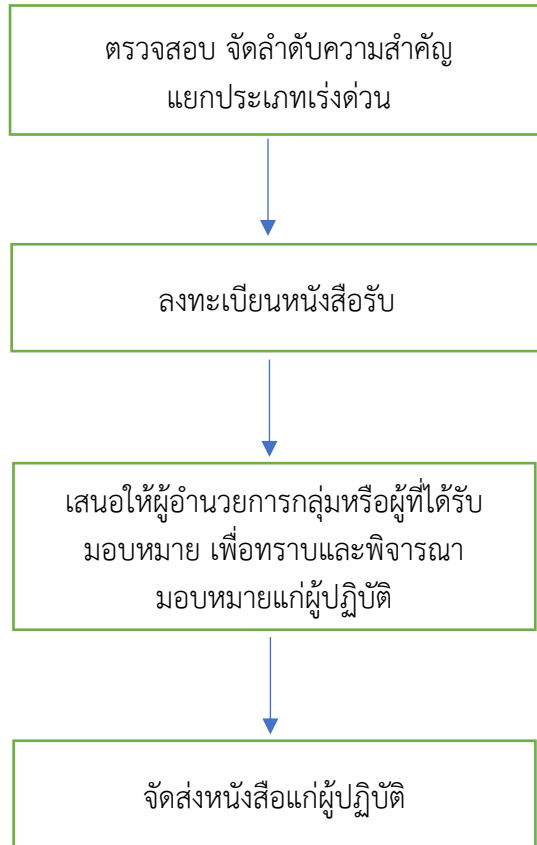 ตรวจสอบ จัดลำดับความสำคัญ
แยกประเภทเร่งด่วน
ลงทะเบียนหนังสือรับ
เสนอให้ผู้อำนวยการกลุ่มหรือผู้ที่ได้รับ
มอบหมาย เพื่อทราบและพิจารณา
มอบหมายแก่ผู้ปฏิบัติ
จัดส่งหนังสือแก่ผู้ปฏิบัติ